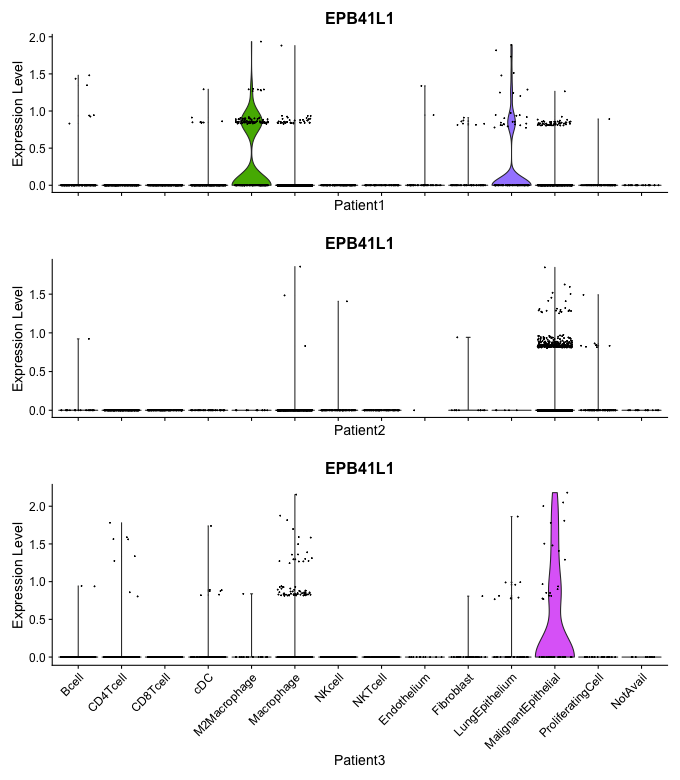 EPB41L1
Expression Level
2.0
1.5
1.0
0.5
0.0
Patient1
EPB41L1
Expression Level
1.5
1.0
0.5
0.0
Patient2
EPB41L1
Expression Level
2.0
1.5
1.0
0.5
0.0
Bcell
CD4Tcell
CD8Tcell
cDC
M2Macrophage
Macrophage
NKcell
NKTcell
Endothelium
Fibroblast
LungEpithelium
MalignantEpithelial
ProliferatingCell
NotAvail
Patient3